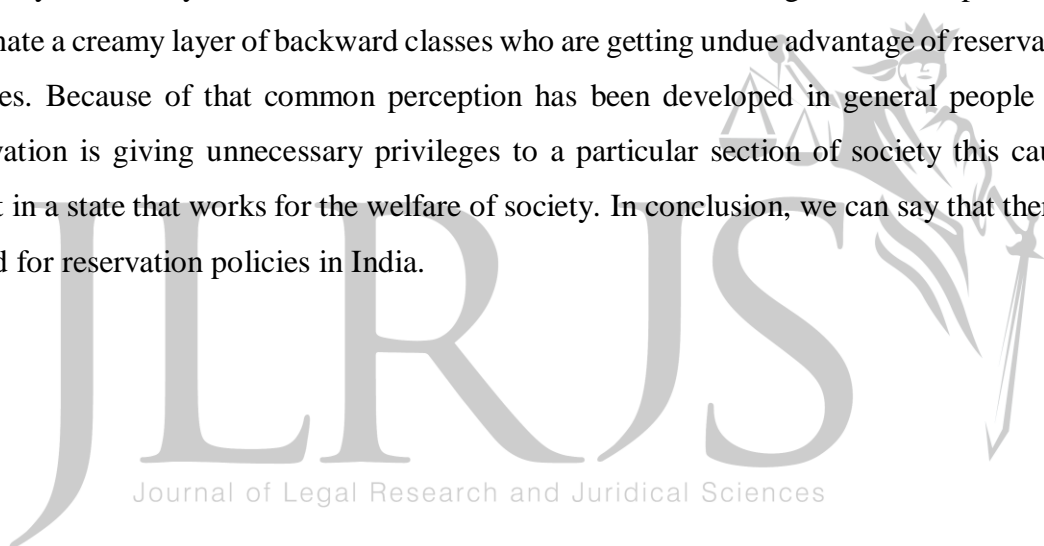 nate a creamy layer of backward classes who are getting undue advantage of reserva
es. Because of that common perception has been developed in general people
vation is giving unnecessary privileges to a particular section of society this cau
t in a state that works for the welfare of society. In conclusion, we can say that ther
d for reservation policies in India.
JLRJS
Journal of Legal Research and Juridical Sciences